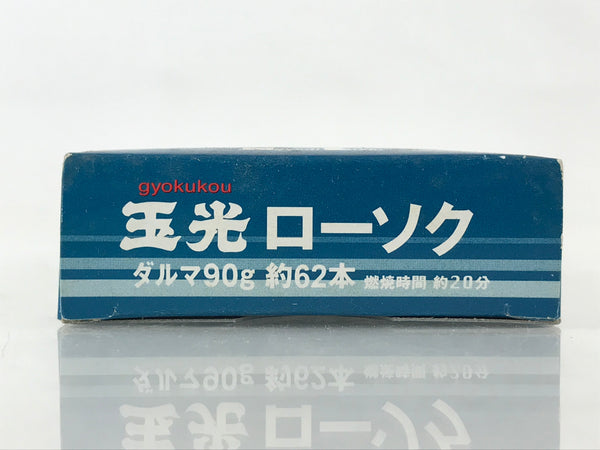 gyokukou
玉光 ローソク
ダルマ90g 約62本 燃焼時間 約20分